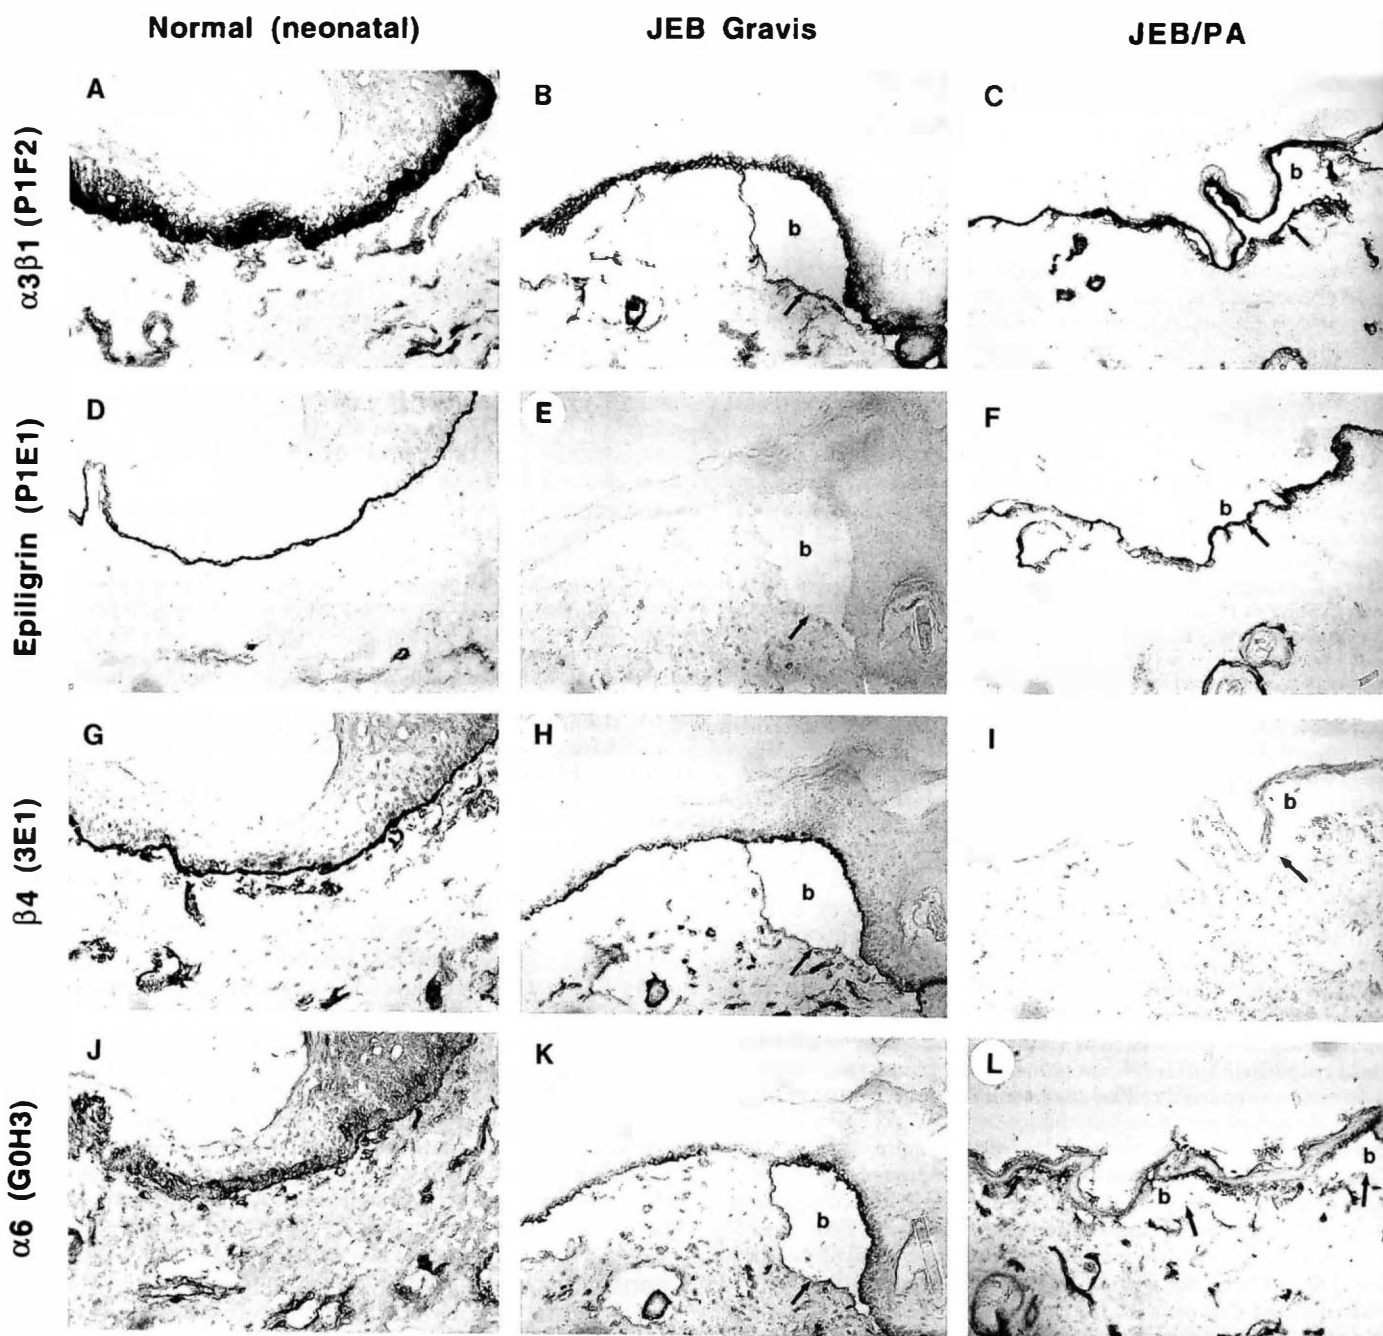 Normal (neonatal)
JEB Gravis
JEB/PA
α3β1 (P1F2)
A
B
b
C
b
Epiligrin (P1E1)
D
E
b
F
b
β4 (3E1)
G
H
b
I
b
α6 (G0H3)
J
K
b
L
b
b